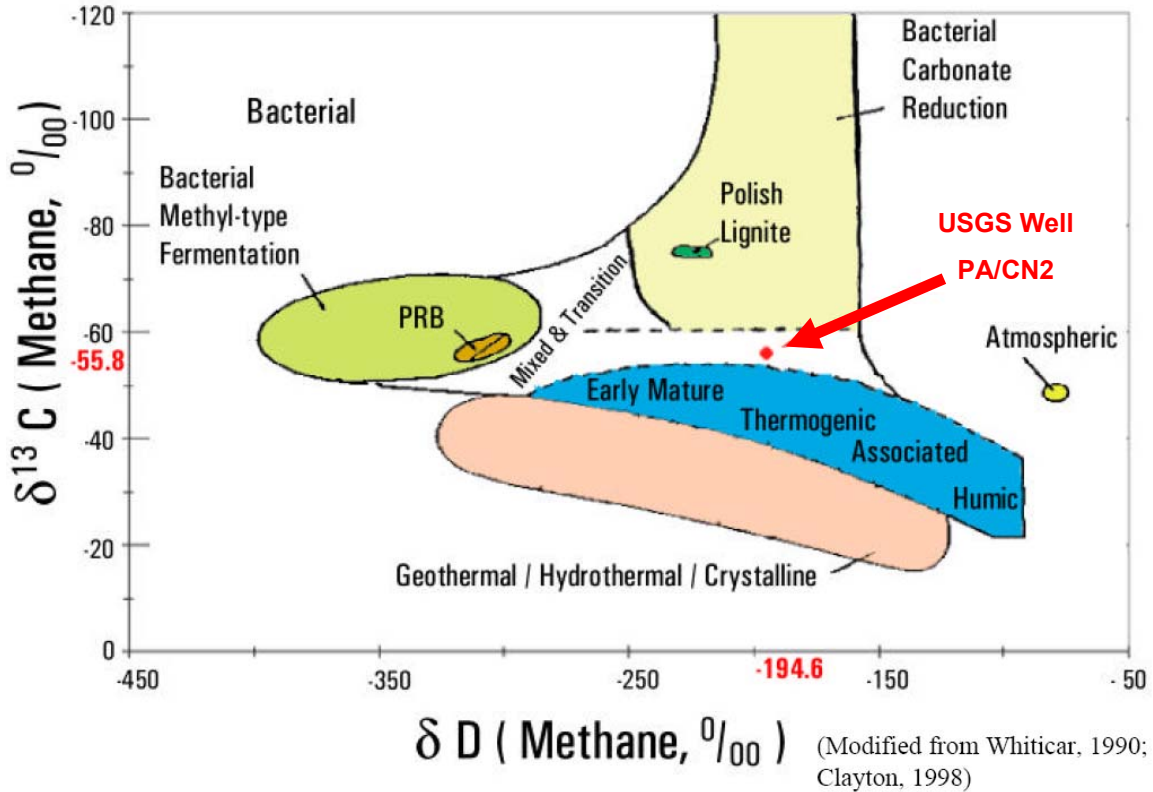 -120
-100
-80
-60
-55.8
-40
-20
0
δ13 C ( Methane, 0/00 )
Bacterial
Bacterial
Methyl-type
Fermentation
PRB
Mixed & Transition
Polish
Lignite
Bacterial
Carbonate
Reduction
USGS Well
PA/CN2
Atmospheric
Early Mature
Thermogenic
Associated
Humic
Geothermal / Hydrothermal / Crystalline
-450
-350
-250
-194.6
-150
- 50
δ D ( Methane, 0/00 )
(Modified from Whiticar, 1990;
Clayton, 1998)